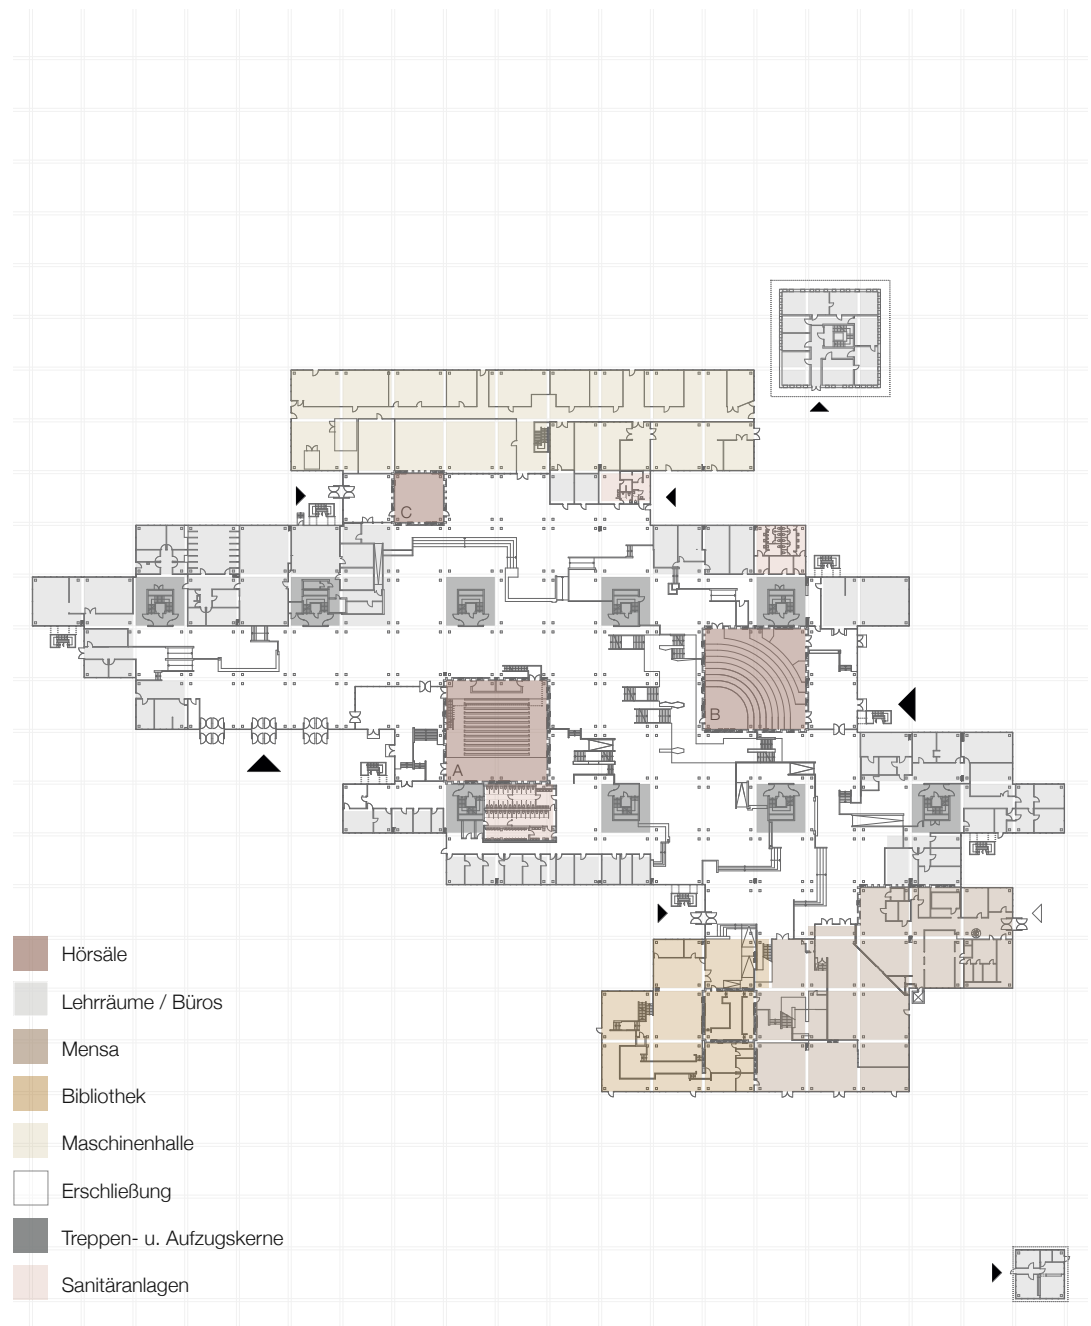 C
B
A
Hörsäle
Lehrräume / Büros
Mensa
Bibliothek
Maschinenhalle
Erschließung
Treppen- u. Aufzugskerne
Sanitäranlagen